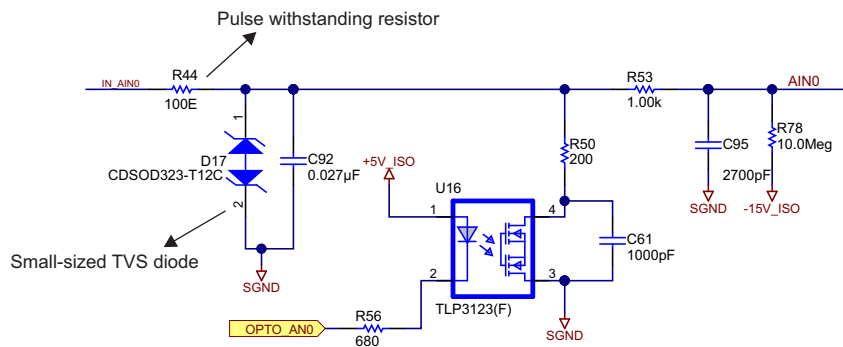 Pulse withstanding resistor
IN_AIN0
R44
100E
R53
1.00k
AIN0
1
D17
CDSOD323-T12C
2
C92
0.027µF
R50
200
C95
2700pF
R78
10.0Meg
SGND
-15V_ISO
+5V_ISO
U16
1
4
2
3
C61
1000pF
Small-sized TVS diode
SGND
TLP3123(F)
OPTO_AN0
R56
680
SGND